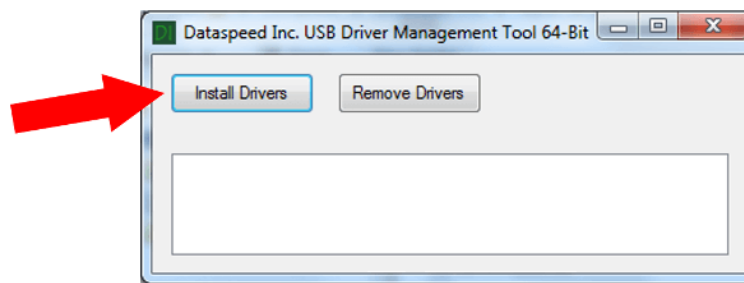 DI Dataspeed Inc. USB Driver Management Tool 64-Bit
Install Drivers Remove Drivers